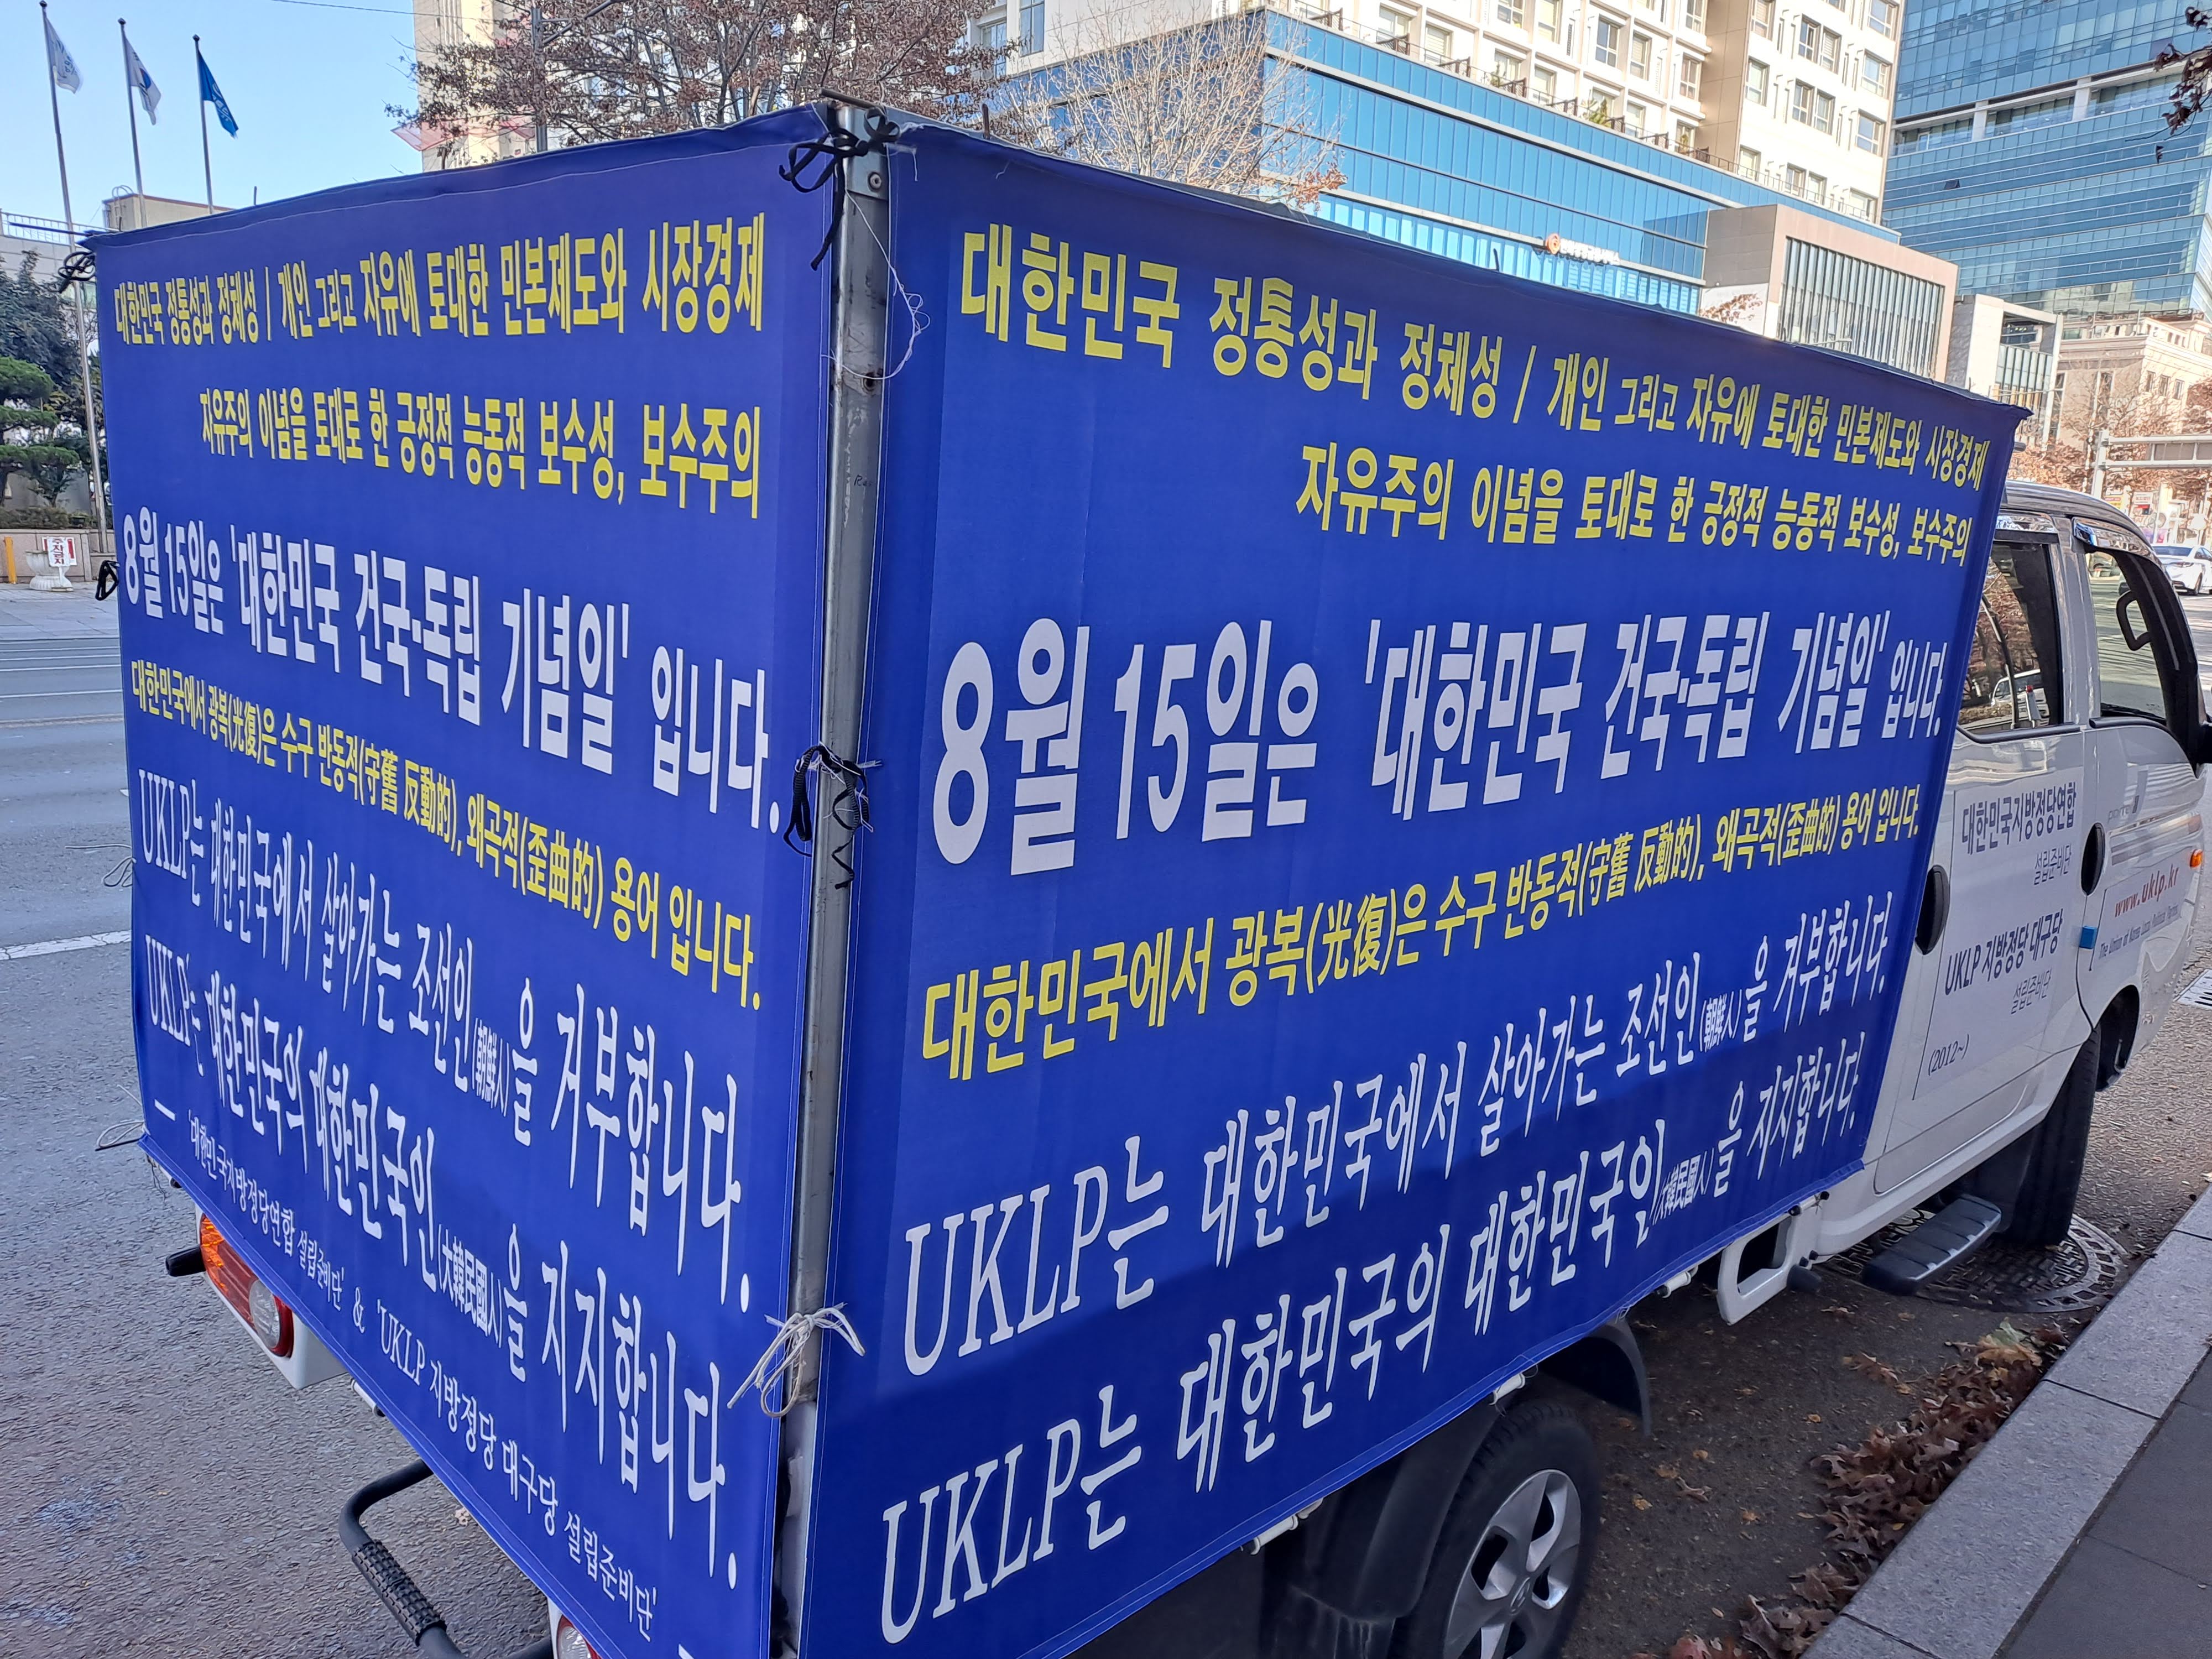 대한민국 정통성과 정체성 / 개인 그리고 자유에 토대한 민본제도와 시장경제
자유주의 이념을 토대로 한 긍정적 능동적 보수성, 보수주의
8월 15일은 '대한민국 건국·독립 기념일' 입니다.
대한민국에서 광복(光復)은 수구 반동적(守舊 反動的), 왜곡적(歪曲的) 용어 입니다.
UKLP는 대한민국에서 살아가는 조선인(朝鮮人)을 거부합니다.
UKLP는 대한민국의 대한민국인(大韓民國人)을 지지합니다.
— '대한민국지방정당연합 설립준비단' & 'UKLP 지방정당 대구당 설립준비단' —
대한민국 정통성과 정체성 / 개인 그리고 자유에 토대한 민본제도와 시장경제
자유주의 이념을 토대로 한 긍정적 능동적 보수성, 보수주의
8월 15일은 '대한민국 건국·독립 기념일' 입니다.
대한민국에서 광복(光復)은 수구 반동적(守舊 反動的), 왜곡적(歪曲的) 용어 입니다.
UKLP는 대한민국에서 살아가는 조선인(朝鮮人)을 거부합니다.
UKLP는 대한민국의 대한민국인(大韓民國人)을 지지합니다.
대한민국지방정당연합
설립준비단
UKLP 지방정당 대구당
설립준비단
(2012~)
www.uklp.kr
The Union of Korea Local Political Parties
주차금지